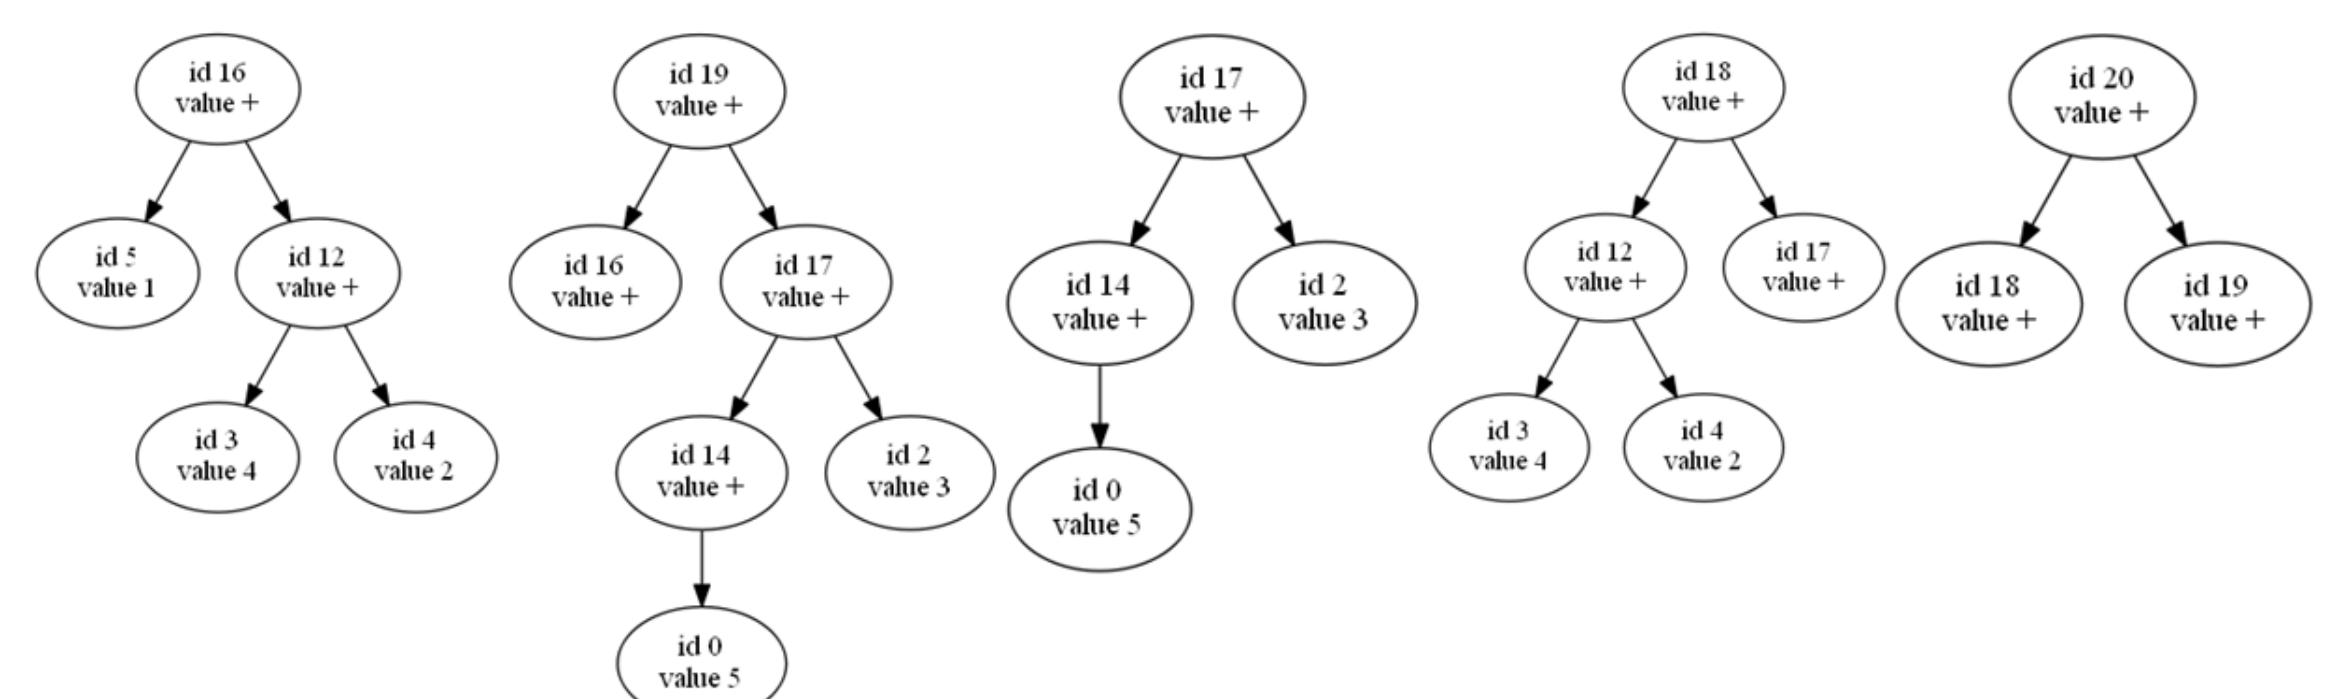 id 16
value +
id 5
value 1
id 12
value +
id 3
value 4
id 4
value 2
id 19
value +
id 16
value +
id 17
value +
id 14
value +
id 2
value 3
id 0
value 5
id 17
value +
id 14
value +
id 2
value 3
id 0
value 5
id 18
value +
id 12
value +
id 17
value +
id 3
value 4
id 4
value 2
id 20
value +
id 18
value +
id 19
value +